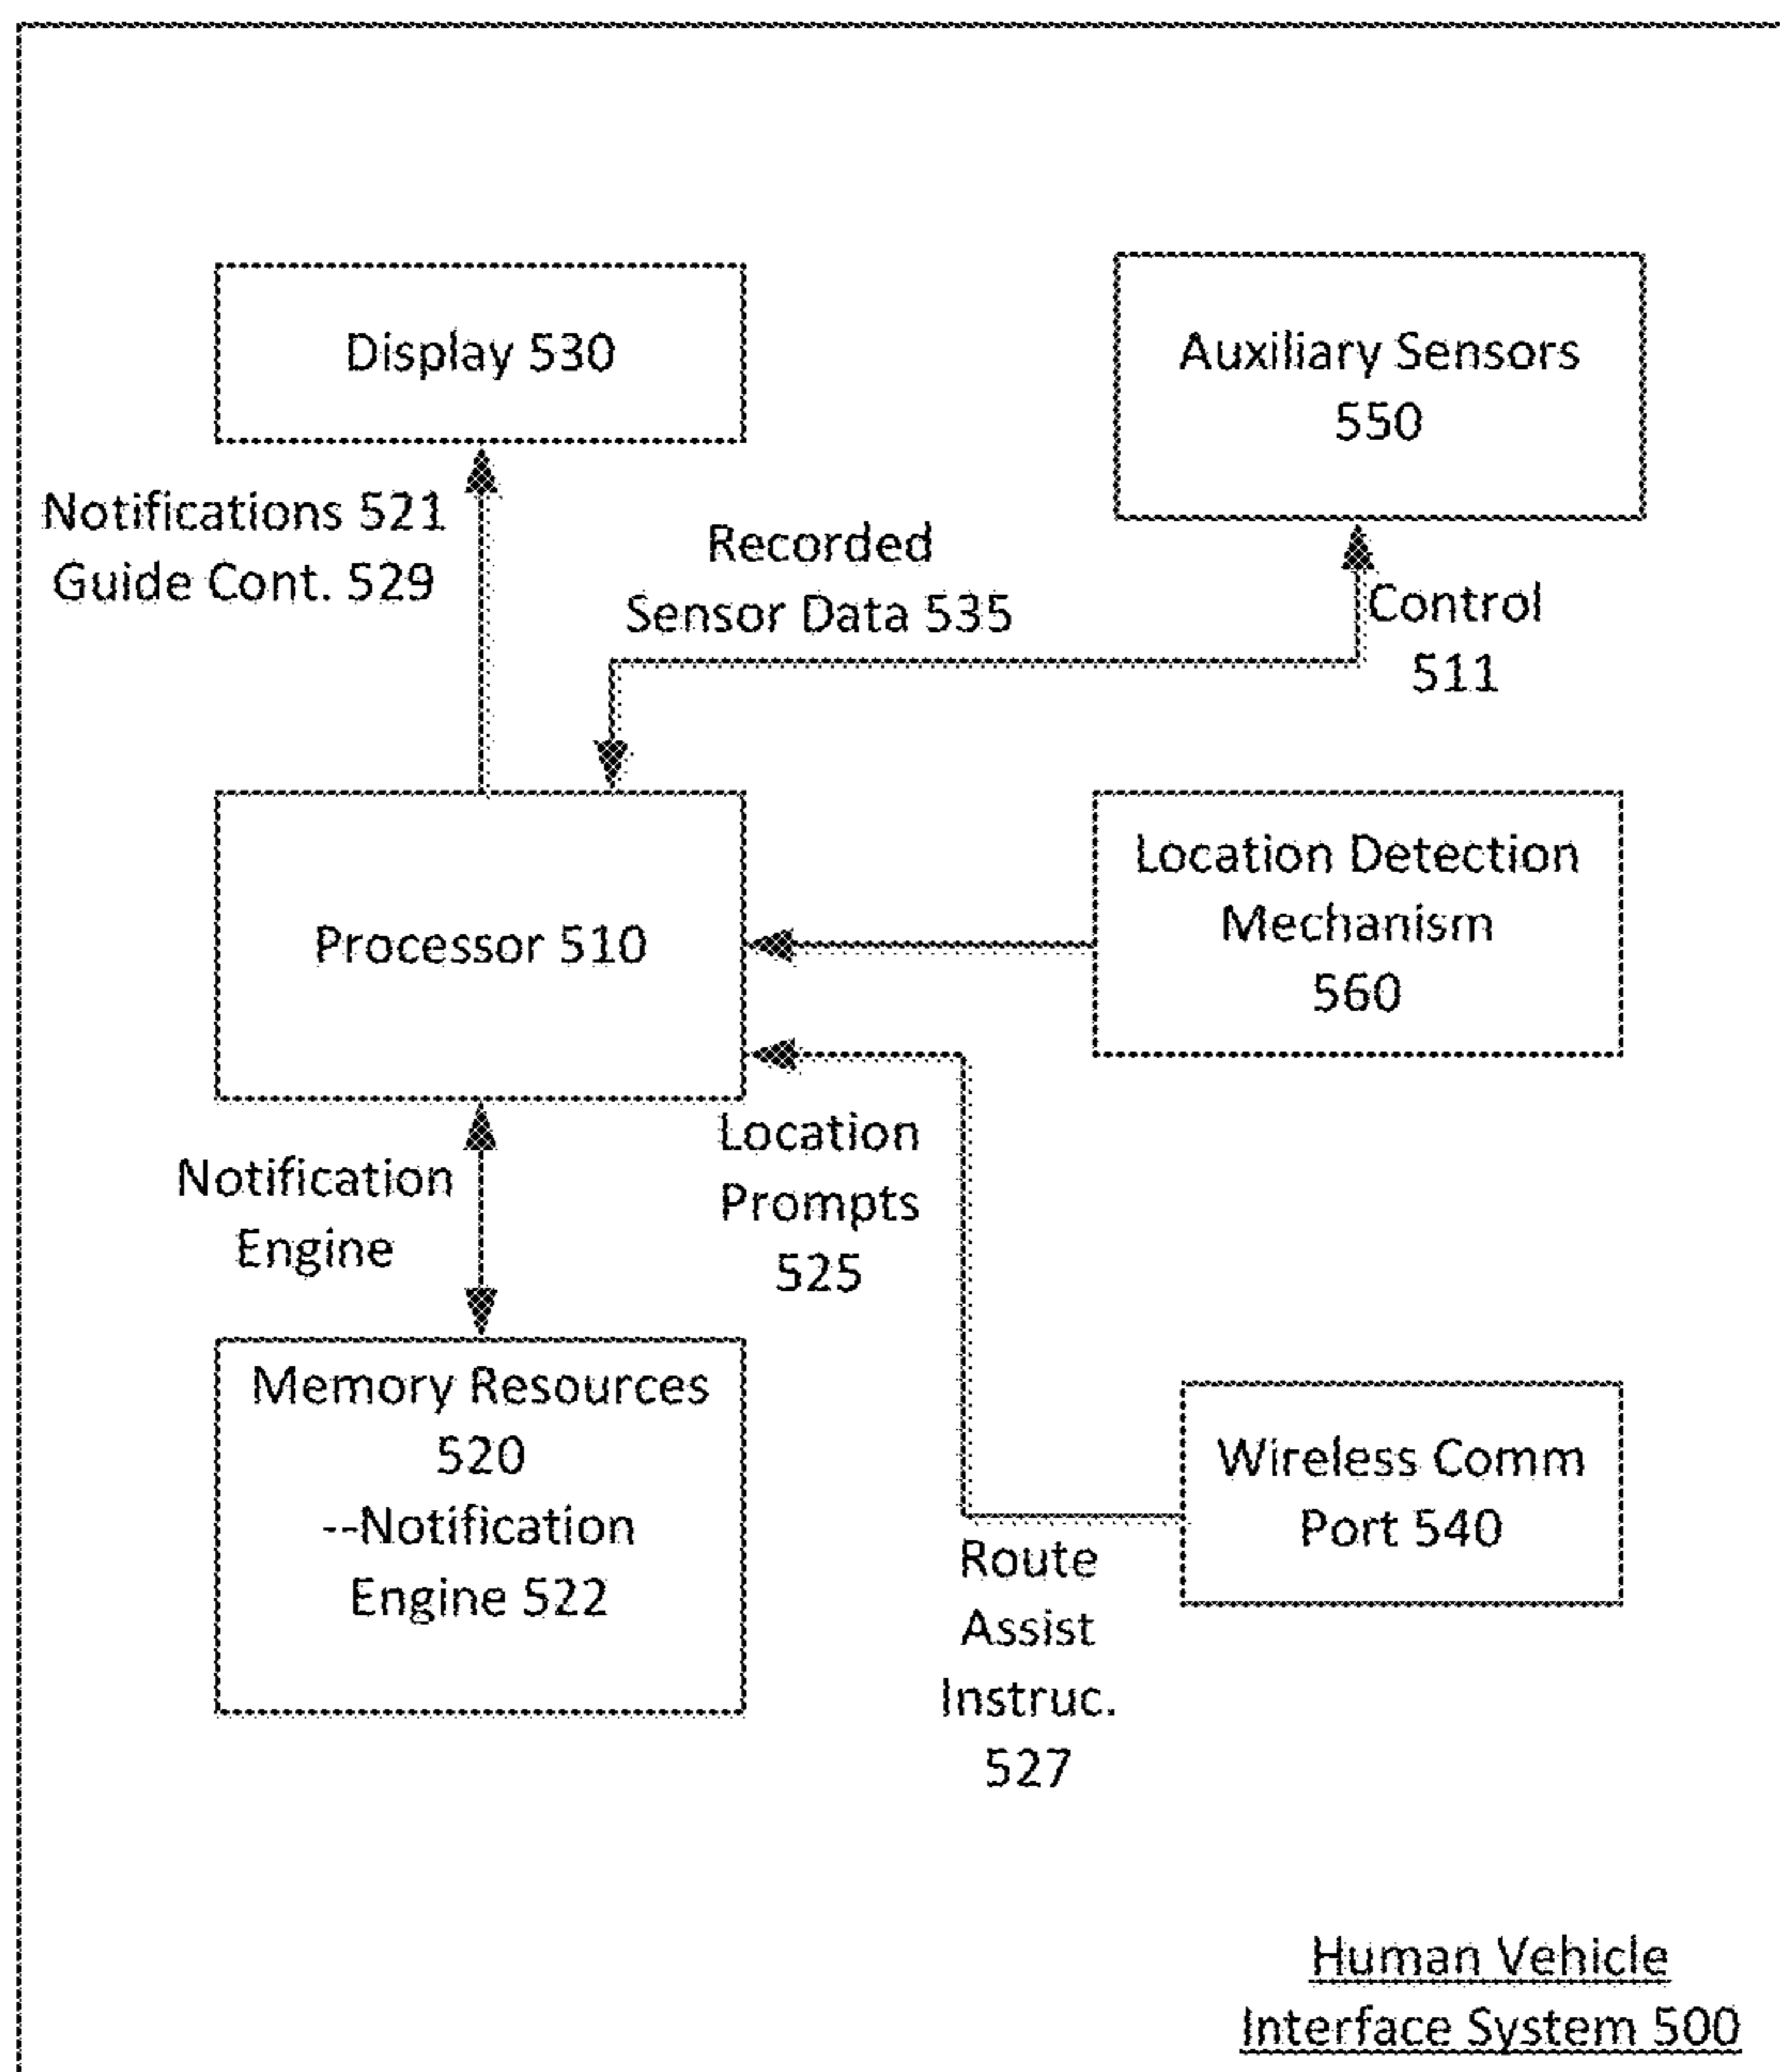 Display 530
Auxiliary Sensors
550
Notifications 521
Guide Cont. 529
Recorded
Sensor Data 535
Control
511
Processor 510
Location Detection
Mechanism
560
Notification
Engine
Location
Prompts
525
Memory Resources
520
--Notification
Engine 522
Wireless Comm
Port 540
Route
Assist
Instruc.
527
Human Vehicle
Interface System 500